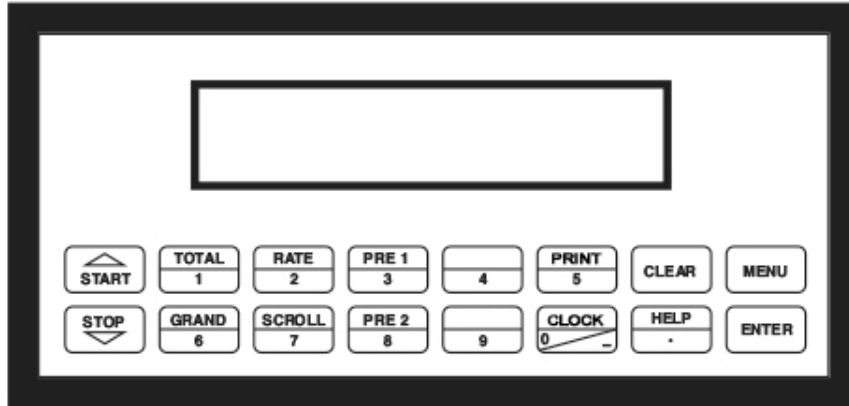 START
TOTAL
1
RATE
2
PRE 1
3
4
PRINT
5
CLEAR
MENU
STOP
GRAND
6
SCROLL
7
PRE 2
8
9
CLOCK
0 –
HELP
.
ENTER